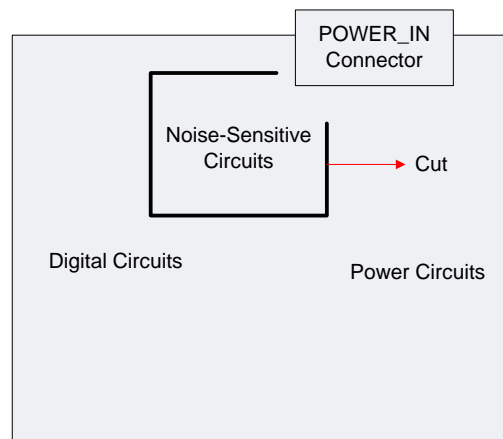 POWER_IN
Connector
Noise-Sensitive
Circuits
Cut
Digital Circuits
Power Circuits